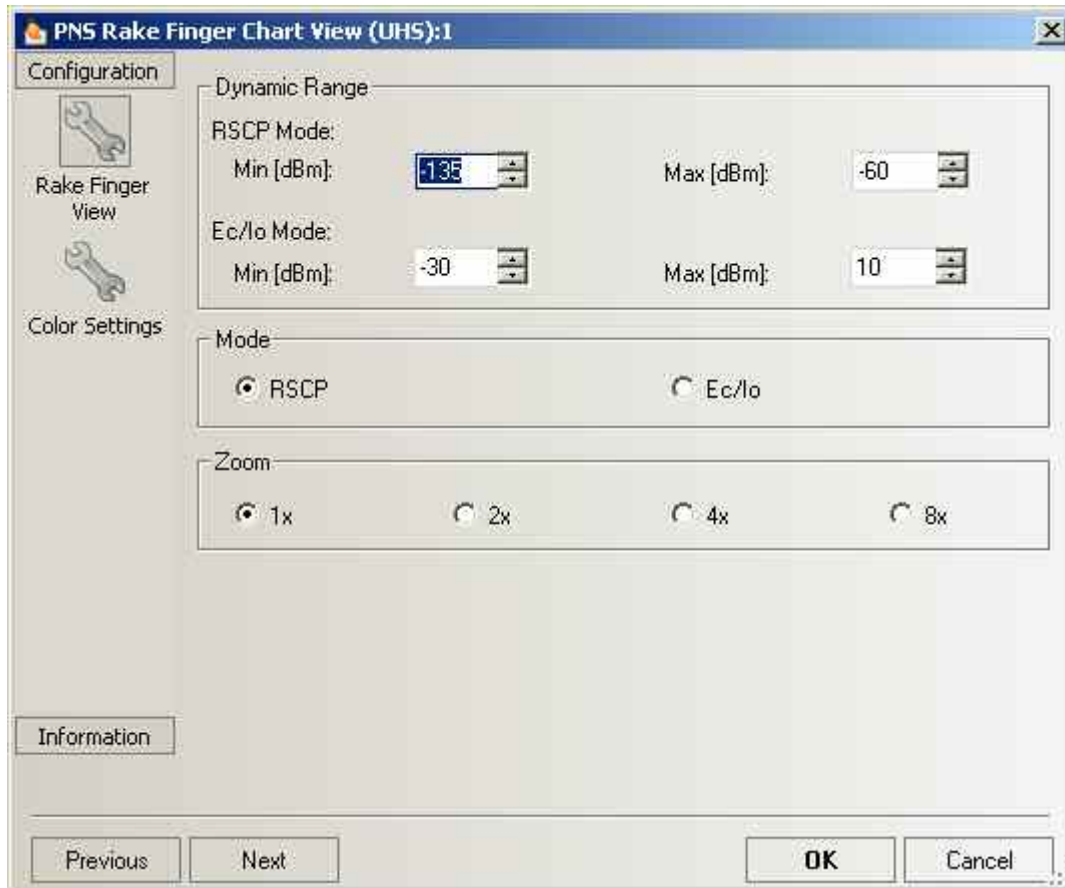 PNS Rake Finger Chart View (UHS):1
Configuration
Rake Finger
View
Color Settings
Information
Dynamic Range
RSCP Mode:
Min [dBm]: -135 Max [dBm]: -60
Ec/Io Mode:
Min [dBm]: -30 Max [dBm]: 10
Mode
RSCP Ec/Io
Zoom
1x 2x 4x 8x
Previous Next OK Cancel